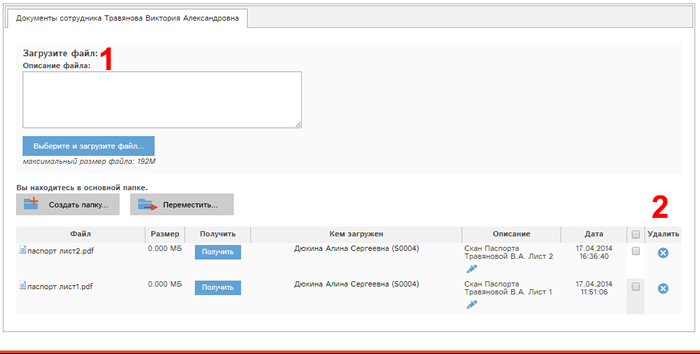 Документы сотрудника Травянова Виктория Александровна
Загрузите файл:
1
Описание файла:
Выберите и загрузите файл...
максимальный размер файла: 192M
Вы находитесь в основной папке.
Создать папку... Переместить...
2
Файл Размер Получить Кем загружен Описание Дата Удалить
паспорт лист2.pdf 0.000 МБ Получить Дюкина Алина Сергеевна (S0004) Скан Паспорта 17.04.2014
Травяновой В.А. Лист 2 16:36:40
паспорт лист1.pdf 0.000 МБ Получить Дюкина Алина Сергеевна (S0004) Скан Паспорта 17.04.2014
Травяновой В.А. Лист 1 11:51:06